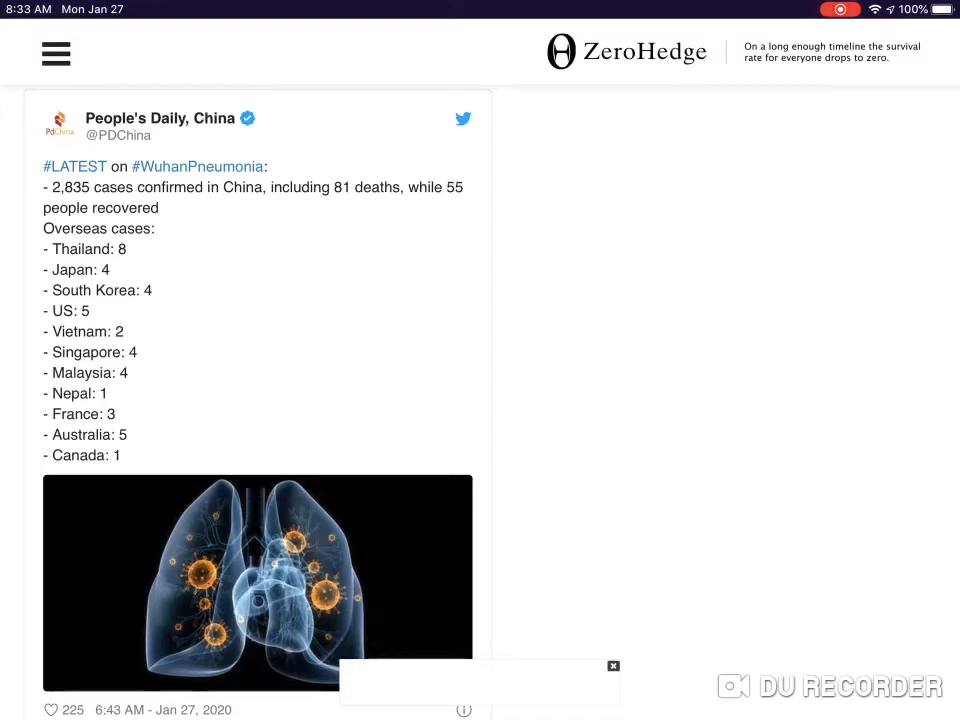 8:33 AM Mon Jan 27
100%
ZeroHedge
On a long enough timeline the survival
rate for everyone drops to zero.
People's Daily, China
PdChina
@PDChina
#LATEST on #WuhanPneumonia:
- 2,835 cases confirmed in China, including 81 deaths, while 55
people recovered
Overseas cases:
- Thailand: 8
- Japan: 4
- South Korea: 4
- US: 5
- Vietnam: 2
- Singapore: 4
- Malaysia: 4
- Nepal: 1
- France: 3
- Australia: 5
- Canada: 1
225 6:43 AM - Jan 27, 2020
DU RECORDER